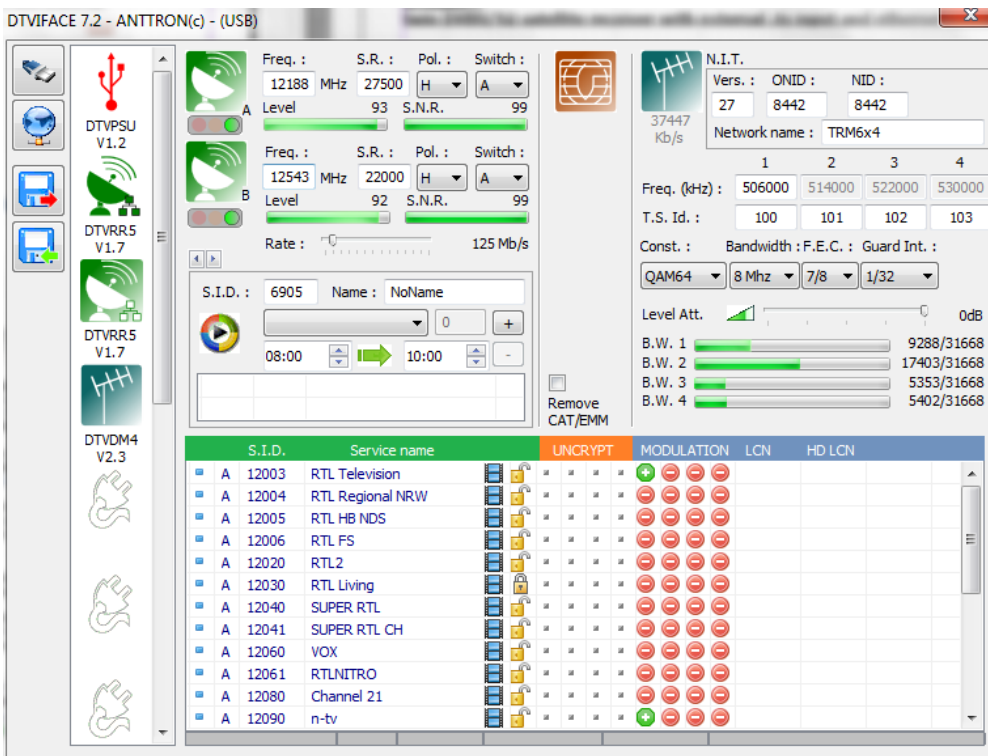 DTVIFACE 7.2 - ANTTRON(c) - (USB)
DTVPSU
V1.2
DTVRR5
V1.7
DTVRR5
V1.7
DTVDM4
V2.3
Freq. : S.R. : Pol. : Switch :
12188 MHz 27500 H A
A Level 93 S.N.R. 99
Freq. : S.R. : Pol. : Switch :
12543 MHz 22000 H A
B Level 92 S.N.R. 99
Rate : 125 Mb/s
S.I.D. : 6905 Name : NoName
0 +
08:00 10:00 -
Remove
CAT/EMM
37447
Kb/s
N.I.T.
Vers. : ONID : NID :
27 8442 8442
Network name : TRM6x4
1 2 3 4
Freq. (kHz) : 506000 514000 522000 530000
T.S. Id. : 100 101 102 103
Const. : Bandwidth : F.E.C. : Guard Int. :
QAM64 8 Mhz 7/8 1/32
Level Att. 0dB
B.W. 1 9288/31668
B.W. 2 17403/31668
B.W. 3 5353/31668
B.W. 4 5402/31668
S.I.D. Service name UNCRYPT MODULATION LCN HD LCN
A 12003 RTL Television
A 12004 RTL Regional NRW
A 12005 RTL HB NDS
A 12006 RTL FS
A 12020 RTL2
A 12030 RTL Living
A 12040 SUPER RTL
A 12041 SUPER RTL CH
A 12060 VOX
A 12061 RTLNITRO
A 12080 Channel 21
A 12090 n-tv